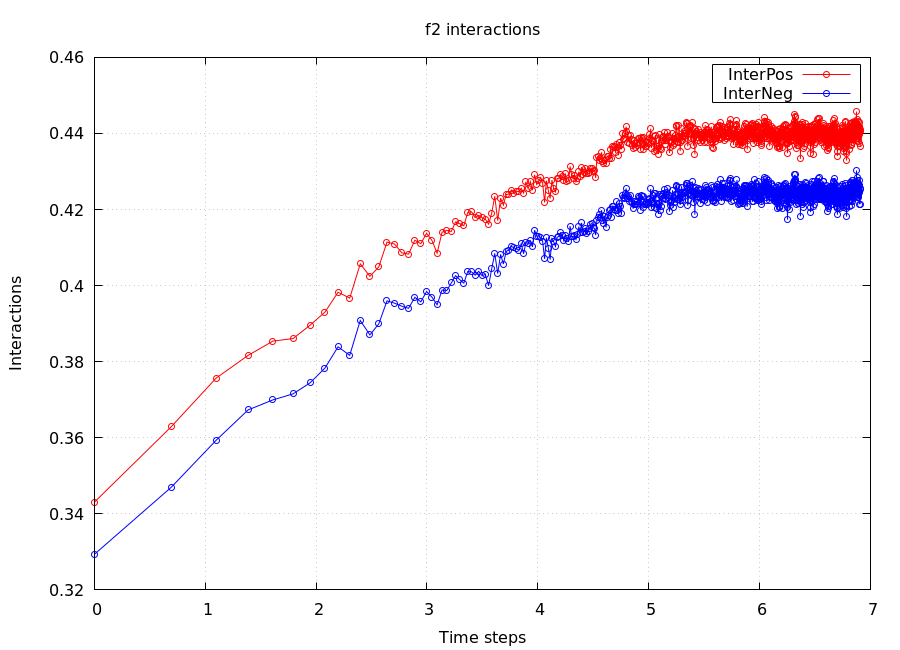 f2 interactions
0.46
0.44
0.42
0.4
0.38
0.36
0.34
0.32
Interactions
InterPos
InterNeg
0 1 2 3 4 5 6 7
Time steps